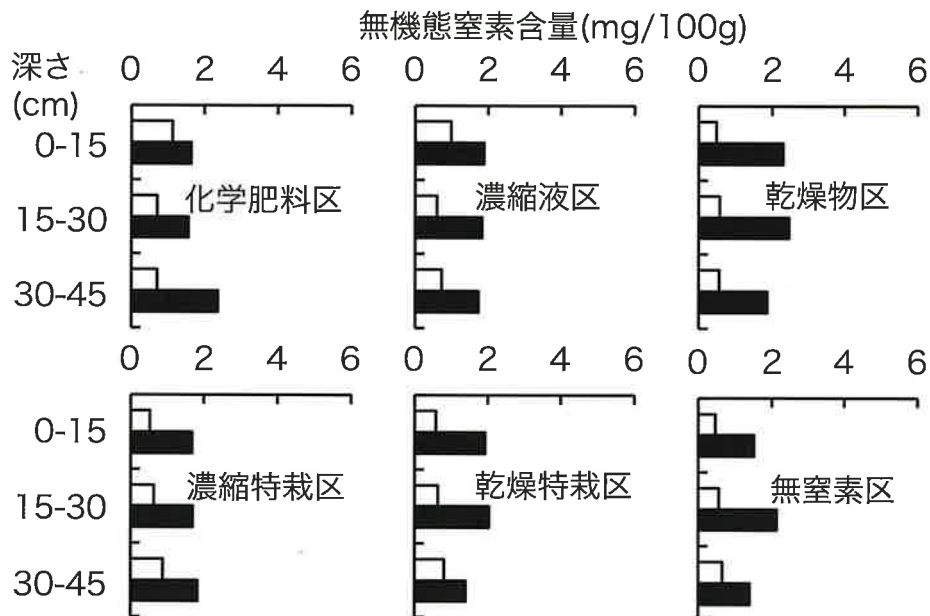 無機態窒素含量(mg/100g)
深さ 0 2 4 6 0 2 4 6 0 2 4 6
(cm)
0-15
化学肥料区 濃縮液区 乾燥物区
15-30
30-45
0 2 4 6 0 2 4 6 0 2 4 6
0-15
濃縮特栽区 乾燥特栽区 無窒素区
15-30
30-45